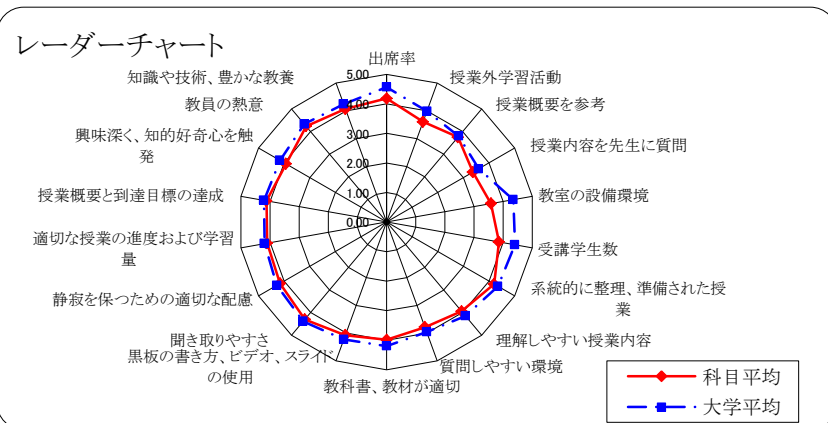 レーダーチャート
出席率
授業外学習活動
授業概要を参考
授業内容を先生に質問
教室の設備環境
受講学生数
系統的に整理、準備された授
業
理解しやすい授業内容
質問しやすい環境
教科書、教材が適切
黒板の書き方、ビデオ、スライド
の使用
聞き取りやすさ
静寂を保つための適切な配慮
適切な授業の進度および学習
量
授業概要と到達目標の達成
興味深く、知的好奇心を触
発
教員の熱意
知識や技術、豊かな教養
5.00
4.00
3.00
2.00
1.00
0.00
科目平均
大学平均